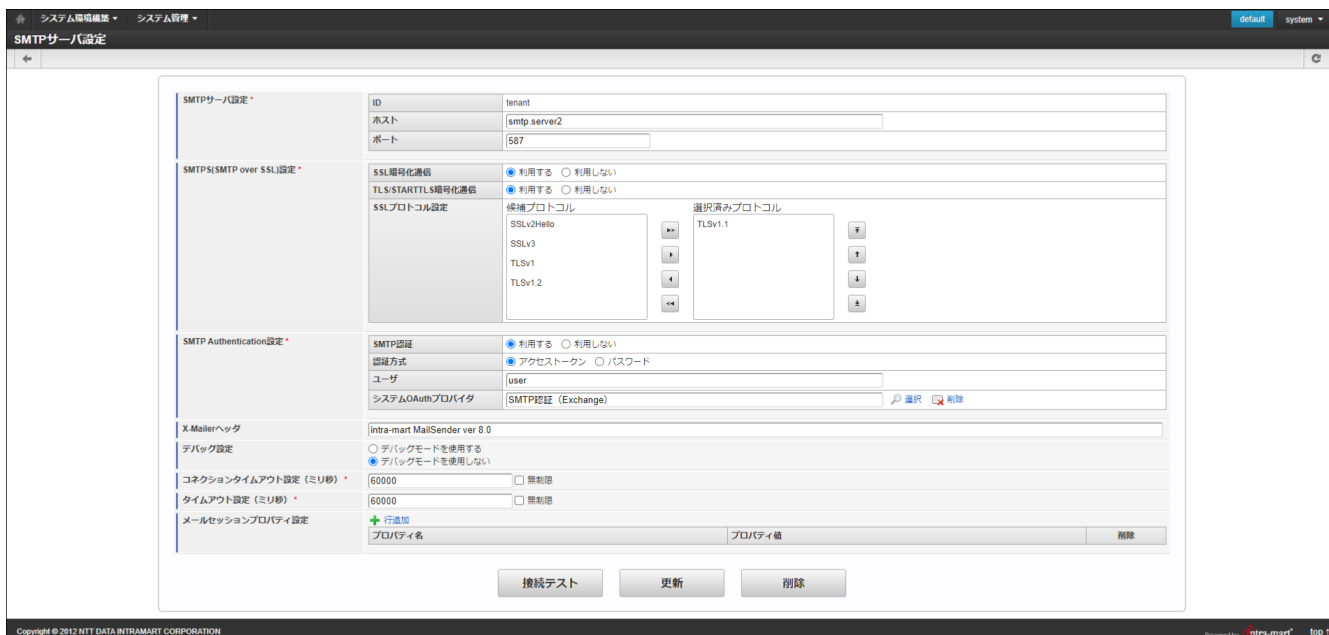 システム環境構築 ▾ システム管理 ▾ default system ▾
SMTPサーバ設定
SMTPサーバ設定 *
ID tenant
ホスト smtp.server2
ポート 587
SMTPS(SMTP over SSL)設定 *
SSL暗号化通信 利用する 利用しない
TLS/STARTTLS暗号化通信 利用する 利用しない
SSLプロトコル設定 候補プロトコル 選択済みプロトコル
SSLv2Hello TLSv1.1
SSLv3
TLSv1
TLSv1.2
SMTP Authentication設定 *
SMTP認証 利用する 利用しない
認証方式 アクセストークン パスワード
ユーザ user
システムOAuthプロバイダ SMTP認証（Exchange） 選択 削除
X-Mailerヘッダ intra-mart MailSender ver 8.0
デバッグ設定 デバッグモードを使用する
デバッグモードを使用しない
コネクションタイムアウト設定（ミリ秒） * 60000 無制限
タイムアウト設定（ミリ秒） * 60000 無制限
メールセッションプロパティ設定 行追加
プロパティ名 プロパティ値 削除
接続テスト 更新 削除
Copyright © 2012 NTT DATA INTRAMART CORPORATION intra-mart top